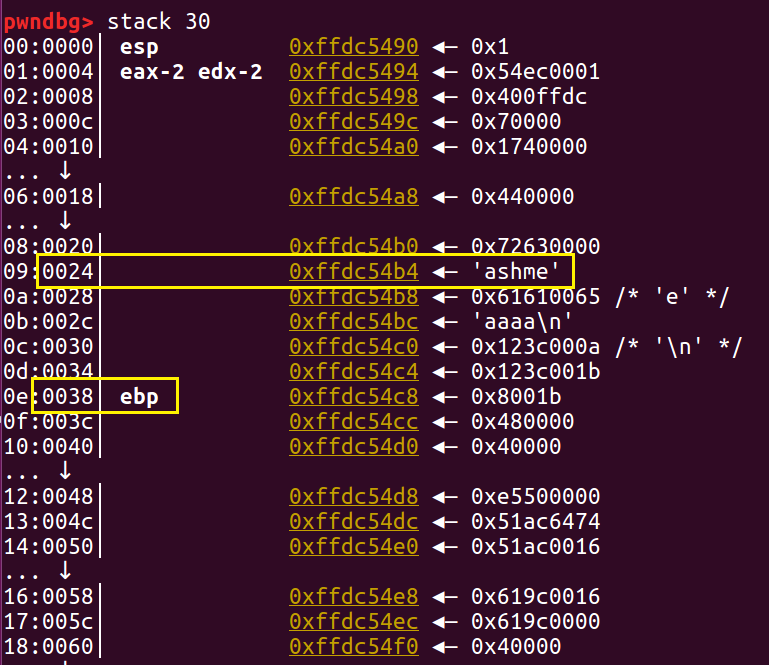 pwndbg> stack 30
00:0000│ esp 0xffdc5490 ◂— 0x1
01:0004│ eax-2 edx-2 0xffdc5494 ◂— 0x54ec0001
02:0008│ 0xffdc5498 ◂— 0x400ffdc
03:000c│ 0xffdc549c ◂— 0x70000
04:0010│ 0xffdc54a0 ◂— 0x1740000
... ↓
06:0018│ 0xffdc54a8 ◂— 0x440000
... ↓
08:0020│ 0xffdc54b0 ◂— 0x72630000
09:0024│ 0xffdc54b4 ◂— 'ashme'
0a:0028│ 0xffdc54b8 ◂— 0x61610065 /* 'e' */
0b:002c│ 0xffdc54bc ◂— 'aaaa\n'
0c:0030│ 0xffdc54c0 ◂— 0x123c000a /* '\n' */
0d:0034│ 0xffdc54c4 ◂— 0x123c001b
0e:0038│ ebp 0xffdc54c8 ◂— 0x8001b
0f:003c│ 0xffdc54cc ◂— 0x480000
10:0040│ 0xffdc54d0 ◂— 0x40000
... ↓
12:0048│ 0xffdc54d8 ◂— 0xe5500000
13:004c│ 0xffdc54dc ◂— 0x51ac6474
14:0050│ 0xffdc54e0 ◂— 0x51ac0016
... ↓
16:0058│ 0xffdc54e8 ◂— 0x619c0016
17:005c│ 0xffdc54ec ◂— 0x619c0000
18:0060│ 0xffdc54f0 ◂— 0x40000